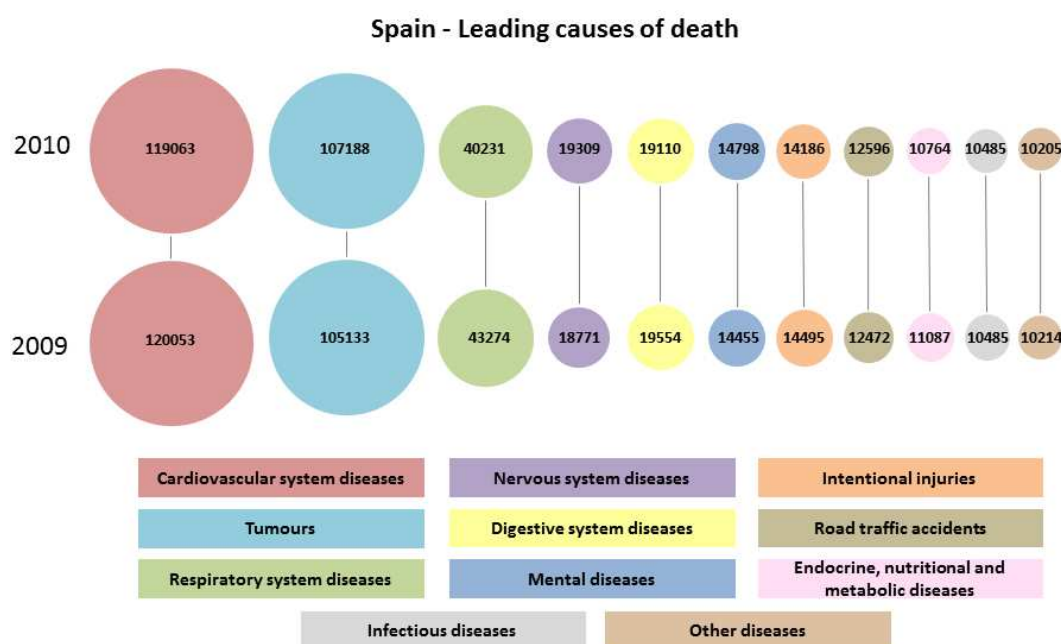 Spain - Leading causes of death
2010 119063 107188 40231 19309 19110 14798 14186 12596 10764 10485 10205
2009 120053 105133 43274 18771 19554 14455 14495 12472 11087 10485 10214
Cardiovascular system diseases Nervous system diseases Intentional injuries
Tumours Digestive system diseases Road traffic accidents
Respiratory system diseases Mental diseases Endocrine, nutritional and
metabolic diseases
Infectious diseases Other diseases